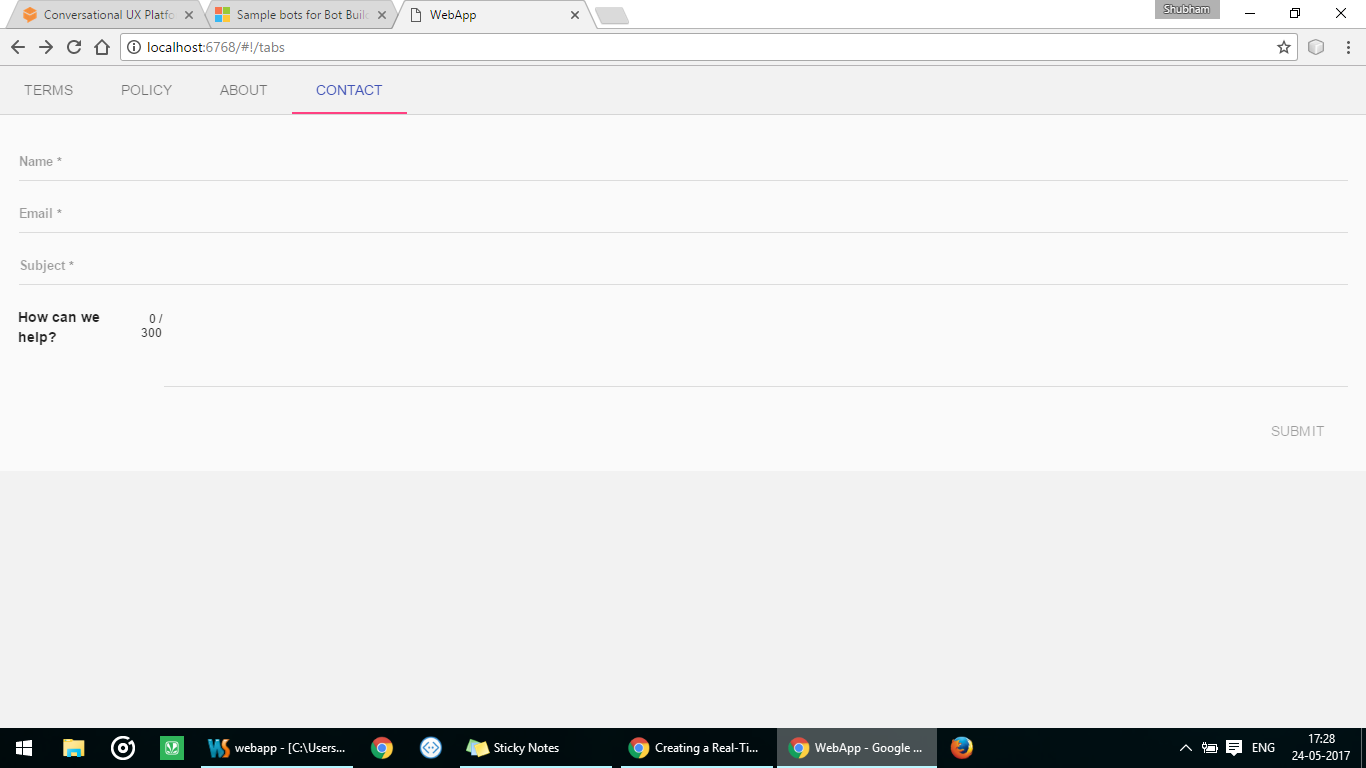 Conversational UX Platfo
Sample bots for Bot Buil
WebApp
Shubham
localhost:6768/#!/tabs
TERMS POLICY ABOUT CONTACT
Name *
Email *
Subject *
How can we
help?
0 /
300
SUBMIT
webapp - [C:\Users...
Sticky Notes
Creating a Real-Ti...
WebApp - Google ...
ENG
17:28
24-05-2017